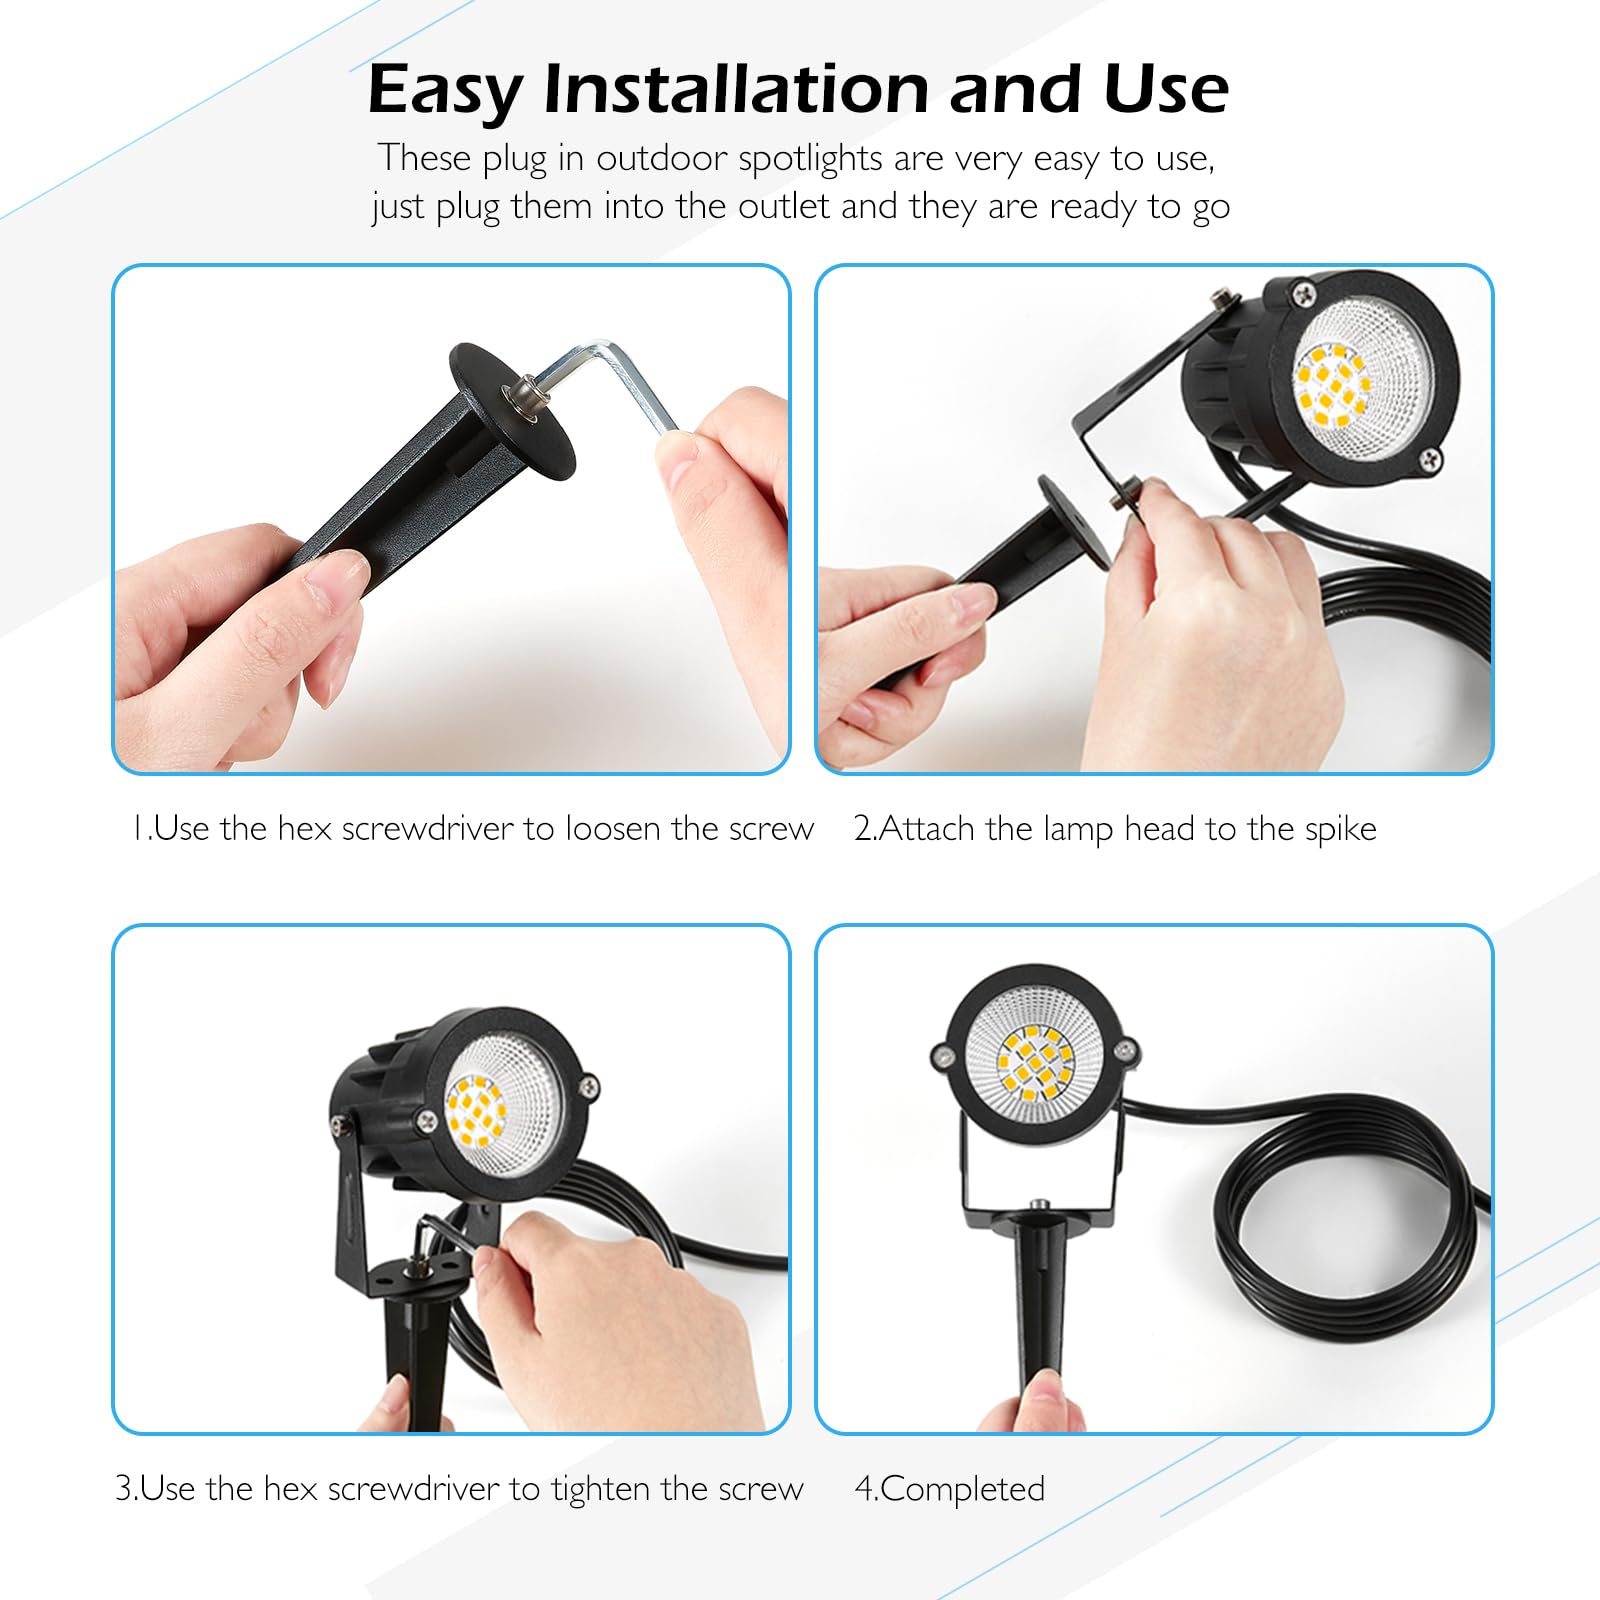 Easy Installation and Use
These plug in outdoor spotlights are very easy to use,
just plug them into the outlet and they are ready to go
1.Use the hex screwdriver to loosen the screw
2.Attach the lamp head to the spike
3.Use the hex screwdriver to tighten the screw
4.Completed